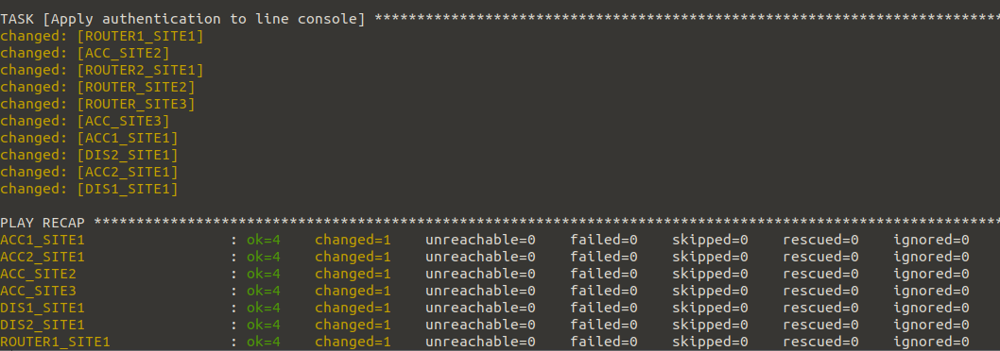 TASK [Apply authentication to line console] **************************************************************************
changed: [ROUTER1_SITE1]
changed: [ACC_SITE2]
changed: [ROUTER2_SITE1]
changed: [ROUTER_SITE2]
changed: [ROUTER_SITE3]
changed: [ACC_SITE3]
changed: [ACC1_SITE1]
changed: [DIS2_SITE1]
changed: [ACC2_SITE1]
changed: [DIS1_SITE1]
PLAY RECAP ***********************************************************************************************************
ACC1_SITE1                 : ok=4    changed=1    unreachable=0    failed=0    skipped=0    rescued=0    ignored=0
ACC2_SITE1                 : ok=4    changed=1    unreachable=0    failed=0    skipped=0    rescued=0    ignored=0
ACC_SITE2                  : ok=4    changed=1    unreachable=0    failed=0    skipped=0    rescued=0    ignored=0
ACC_SITE3                  : ok=4    changed=1    unreachable=0    failed=0    skipped=0    rescued=0    ignored=0
DIS1_SITE1                 : ok=4    changed=1    unreachable=0    failed=0    skipped=0    rescued=0    ignored=0
DIS2_SITE1                 : ok=4    changed=1    unreachable=0    failed=0    skipped=0    rescued=0    ignored=0
ROUTER1_SITE1              : ok=4    changed=1    unreachable=0    failed=0    skipped=0    rescued=0    ignored=0